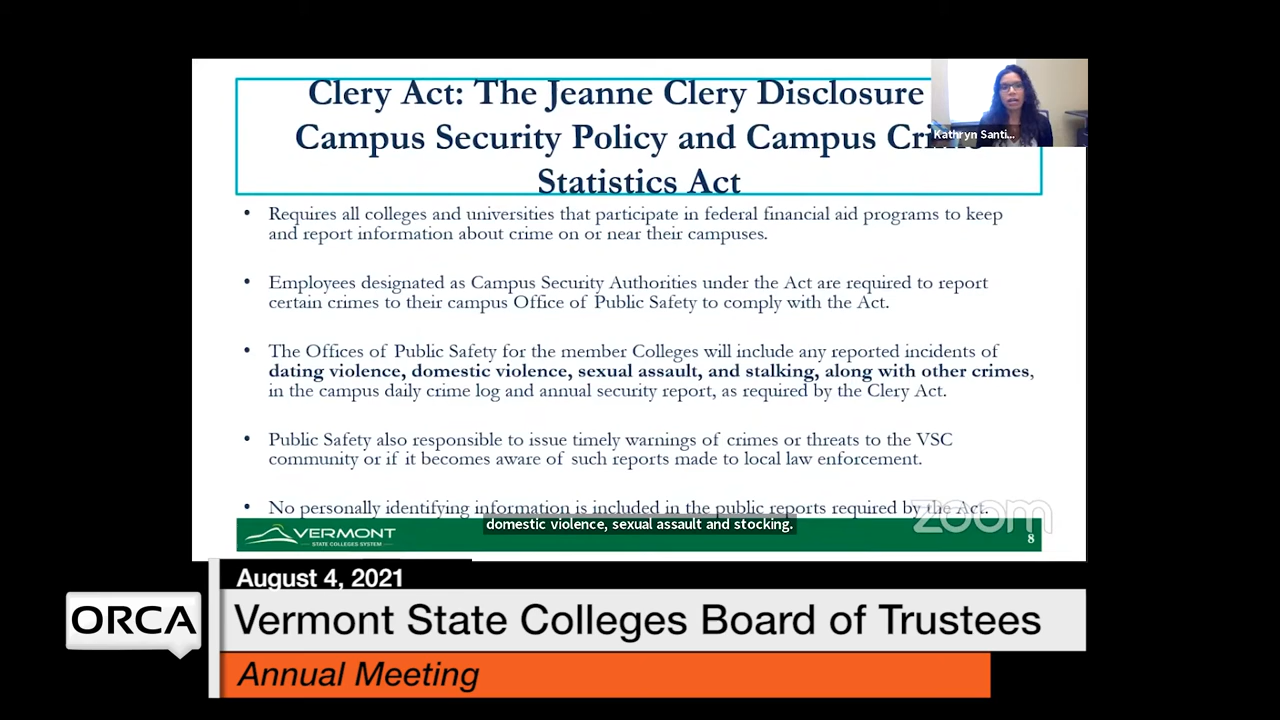 Clery Act: The Jeanne Clery Disclosure
Campus Security Policy and Campus Crime
Statistics Act
Kathryn Santi...
• Requires all colleges and universities that participate in federal financial aid programs to keep
and report information about crime on or near their campuses.
• Employees designated as Campus Security Authorities under the Act are required to report
certain crimes to their campus Office of Public Safety to comply with the Act.
• The Offices of Public Safety for the member Colleges will include any reported incidents of
dating violence, domestic violence, sexual assault, and stalking, along with other crimes,
in the campus daily crime log and annual security report, as required by the Clery Act.
• Public Safety also responsible to issue timely warnings of crimes or threats to the VSC
community or if it becomes aware of such reports made to local law enforcement.
• No personally identifying information is included in the public reports required by the Act.
domestic violence, sexual assault and stocking.
zoom
VERMONT
STATE COLLEGES SYSTEM
8
August 4, 2021
ORCA
Vermont State Colleges Board of Trustees
Annual Meeting